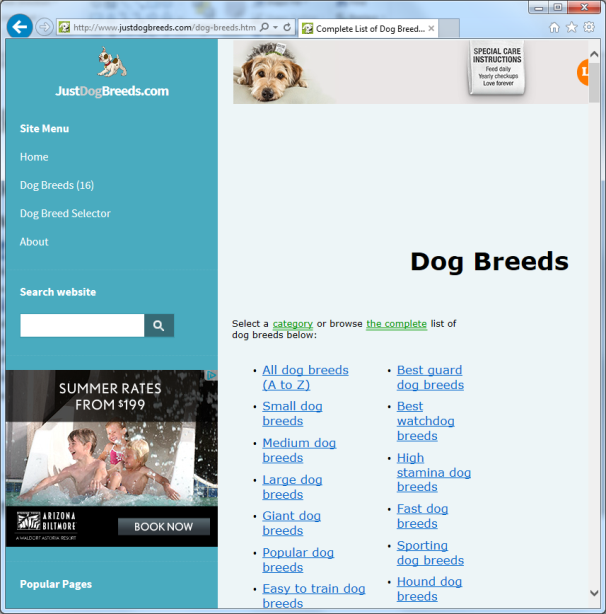 http://www.justdogbreeds.com/dog-breeds.htm
Complete List of Dog Breed...
JustDogBreeds.com
Site Menu
Home
Dog Breeds (16)
Dog Breed Selector
About
Search website
SUMMER RATES
FROM $199
ARIZONA
BILTMORE
A WALDORF ASTORIA RESORT
BOOK NOW
Popular Pages
SPECIAL CARE
INSTRUCTIONS
Feed daily
Yearly checkups
Love forever
Dog Breeds
Select a category or browse the complete list of
dog breeds below:
• All dog breeds
(A to Z)
• Small dog
breeds
• Medium dog
breeds
• Large dog
breeds
• Giant dog
breeds
• Popular dog
breeds
• Easy to train dog
breeds
• Best guard
dog breeds
• Best
watchdog
breeds
• High
stamina dog
breeds
• Fast dog
breeds
• Sporting
dog breeds
• Hound dog
breeds